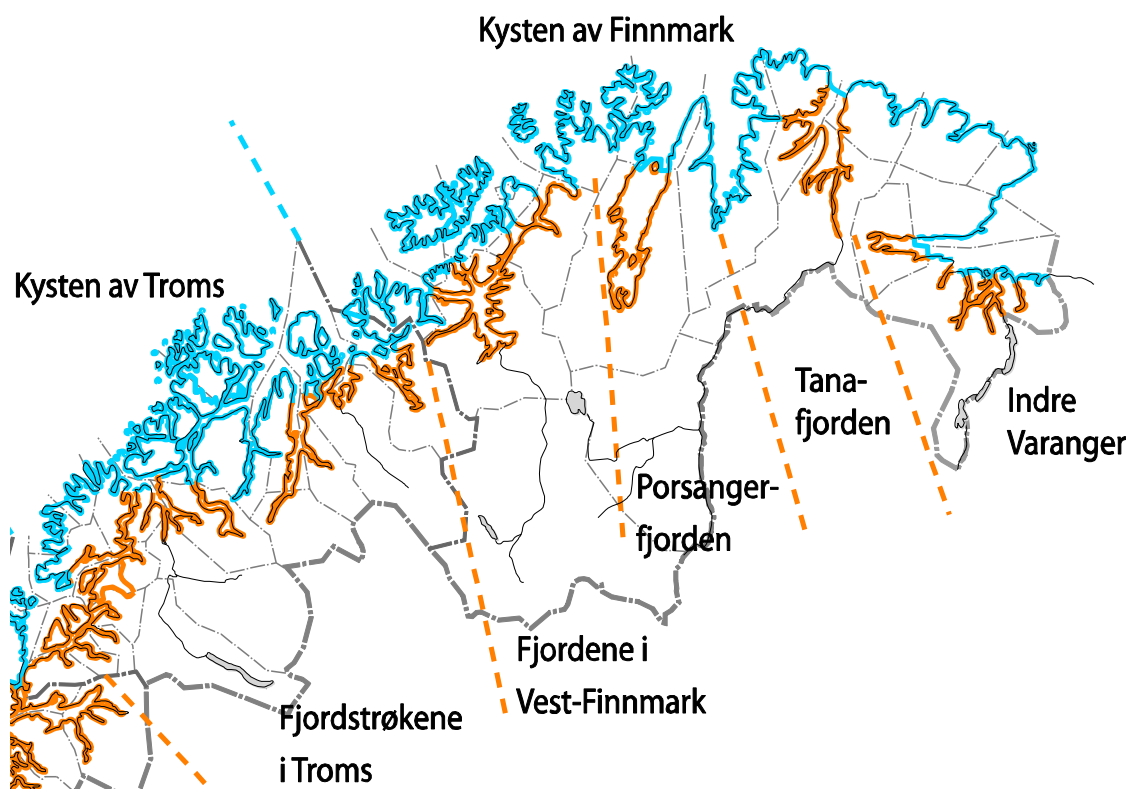 Kysten av Finnmark
Kysten av Troms
Tana-
fjorden
Indre
Varanger
Porsanger-
fjorden
Fjordene i
Vest-Finnmark
Fjordstrøkene
i Troms